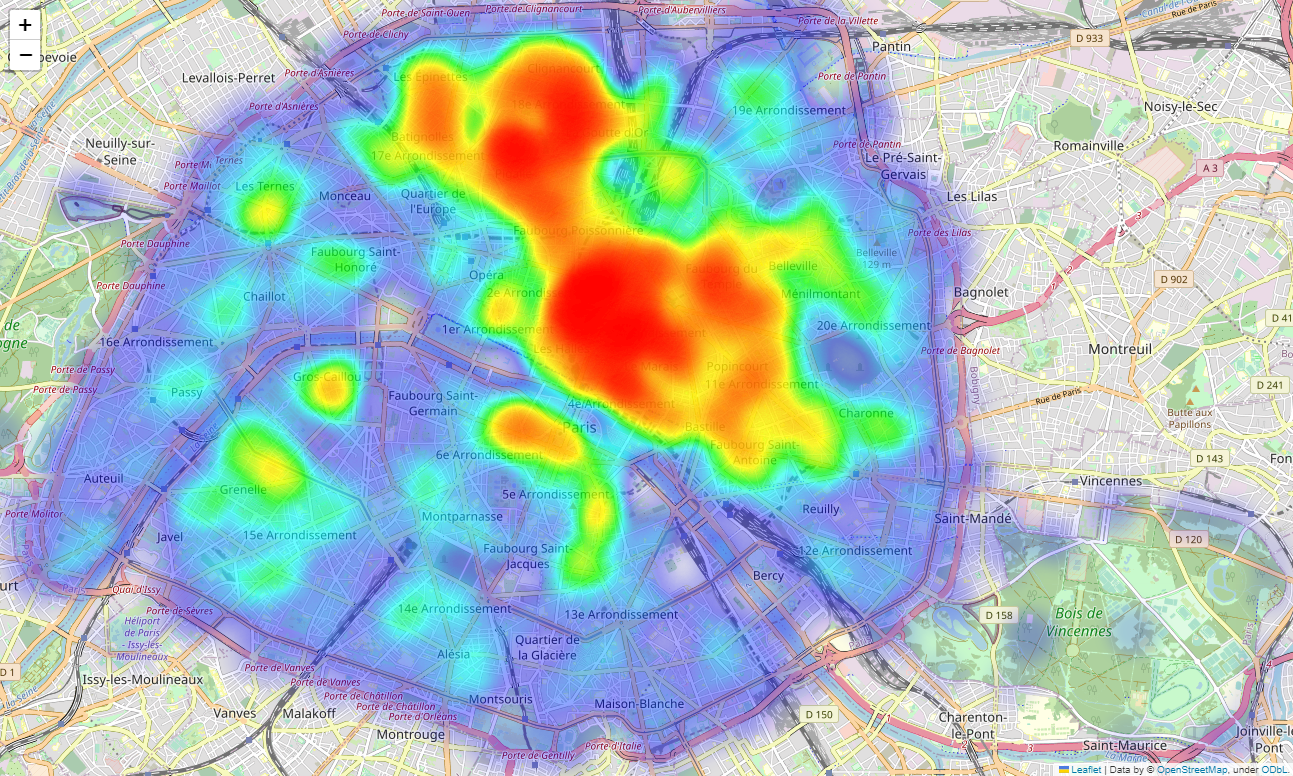 +
−
Porte de Saint-Ouen
Porte de Clignancourt
Porte d'Aubervilliers
Porte de la Villette
Rue de Paris
Porte de Clichy
D 933
Pantin
Levallois-Perret
Porte d'Asnières
Les Épinettes
Clignancourt
Porte de Pantin
Porte d'Asnières
19e Arrondissement
Noisy-le-Sec
Batignolles
Goutte d'Or
Neuilly-sur-
Seine
17e Arrondissement
Porte de Pantin
Romainville
Ternes
Le Pré-Saint-
Gervais
A 3
Porte Maillot
Les Ternes
Monceau
Quartier de
l'Europe
Les Lilas
Faubourg Poissonnière
Porte des Lilas
Porte Dauphine
Faubourg Saint-
Honoré
Belleville
129 m
Opéra
Faubourg du
Belleville
D 902
Porte Dauphine
Chaillot
2e Arrondiss
Ménilmontant
Bagnolet
1er Arrondissement
20e Arrondissement
D 41
16e Arrondissement
Porte de Bagnolet
Montreuil
Porte de Passy
Gros-Caillou
Popincourt
Bobigny
D 241
Porte de Passy
Passy
11e Arrondissement
Faubourg Saint-
Germain
4e Arrondissement
Rue de Paris
Butte aux
Papillons
Charonne
Paris
Bastille
Faubourg Saint-
Antoine
6e Arrondissement
D 143
Auteuil
Grenelle
Vincennes
5e Arrondissement
Porte Molitor
Montparnasse
Reuilly
Saint-Mandé
Javel
15e Arrondissement
D 120
Faubourg Saint-
Jacques
12e Arrondissement
Bercy
Paris
Quai d'Issy
Porte de Sèvres
14e Arrondissement
13e Arrondissement
D 158
Bois de
Vincennes
Héliport
de Paris
- Issy-les-
Moulineaux
Quartier de
la Glacière
Alésia
D 1
Porte de Vanves
Issy-les-Moulineaux
Porte de Vanves
Porte de Châtillon
Porte de Châtillon
Montsouris
Maison-Blanche
Vanves
Malakoff
Porte d'Orléans
D 150
Charenton-
le-Pont
Montrouge
Porte d'Italie
Porte de Gentilly
Saint-Maurice
Joinville-le-
Pont
Leaflet | Data by © OpenStreetMap, under ODbL.